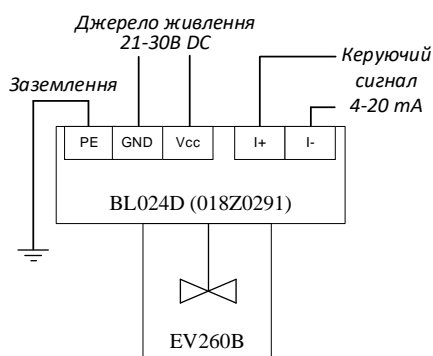 Джерело живлення
21-30В DC
Заземлення
Керуючий
сигнал
4-20 mA
PE
GND
Vcc
I+
I-
BL024D (018Z0291)
EV260B